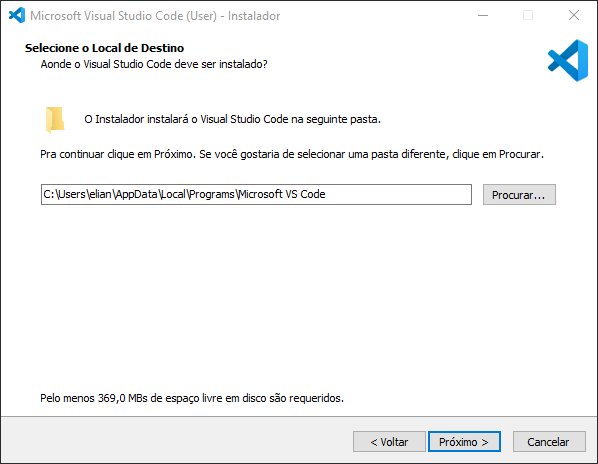 Microsoft Visual Studio Code (User) - Instalador
Selecione o Local de Destino
Aonde o Visual Studio Code deve ser instalado?
O Instalador instalará o Visual Studio Code na seguinte pasta.
Pra continuar clique em Próximo. Se você gostaria de selecionar uma pasta diferente, clique em Procurar.
C:\Users\elian\AppData\Local\Programs\Microsoft VS Code
Procurar...
Pelo menos 369,0 MBs de espaço livre em disco são requeridos.
< Voltar
Próximo >
Cancelar